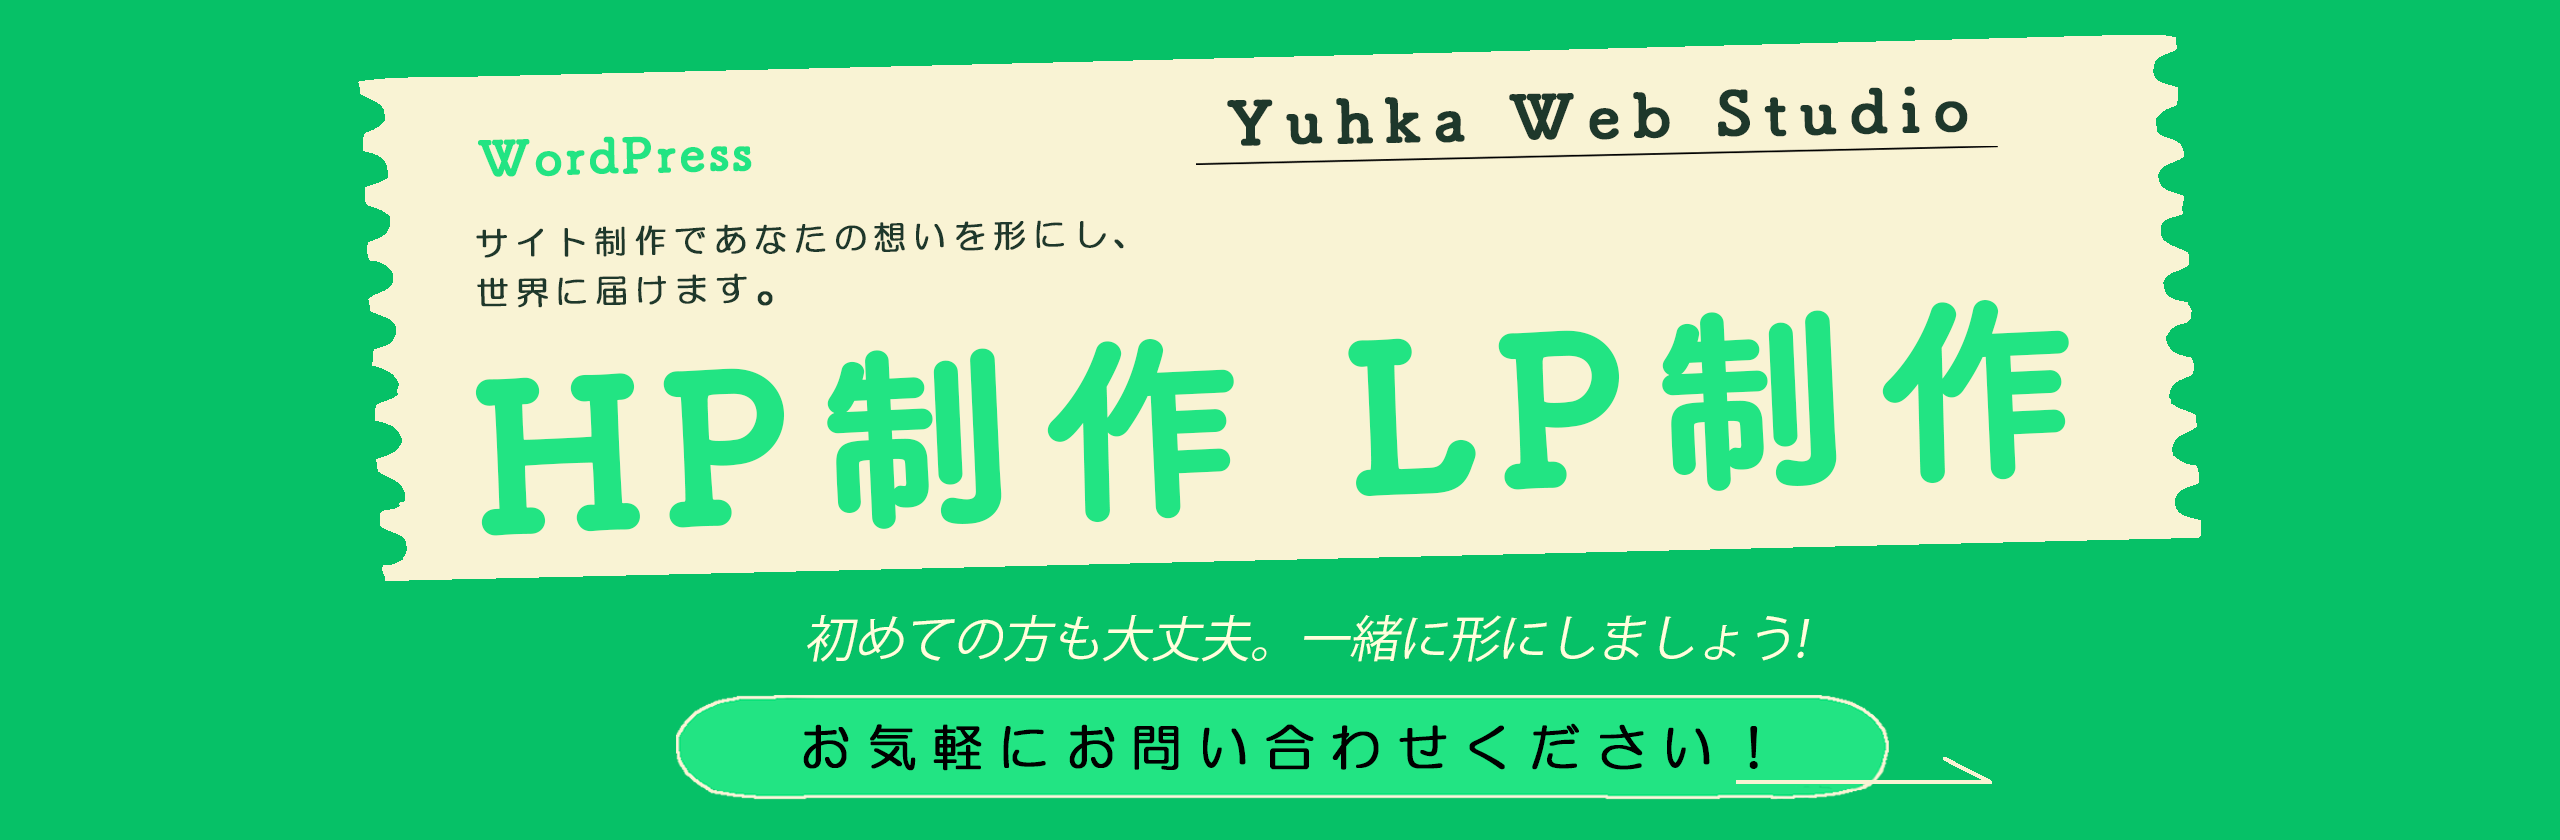 Yuhka Web Studio
WordPress
サイト制作であなたの想いを形にし、
世界に届けます。
HP制作 LP制作
初めての方も大丈夫。一緒に形にしましょう!
お気軽にお問い合わせください！